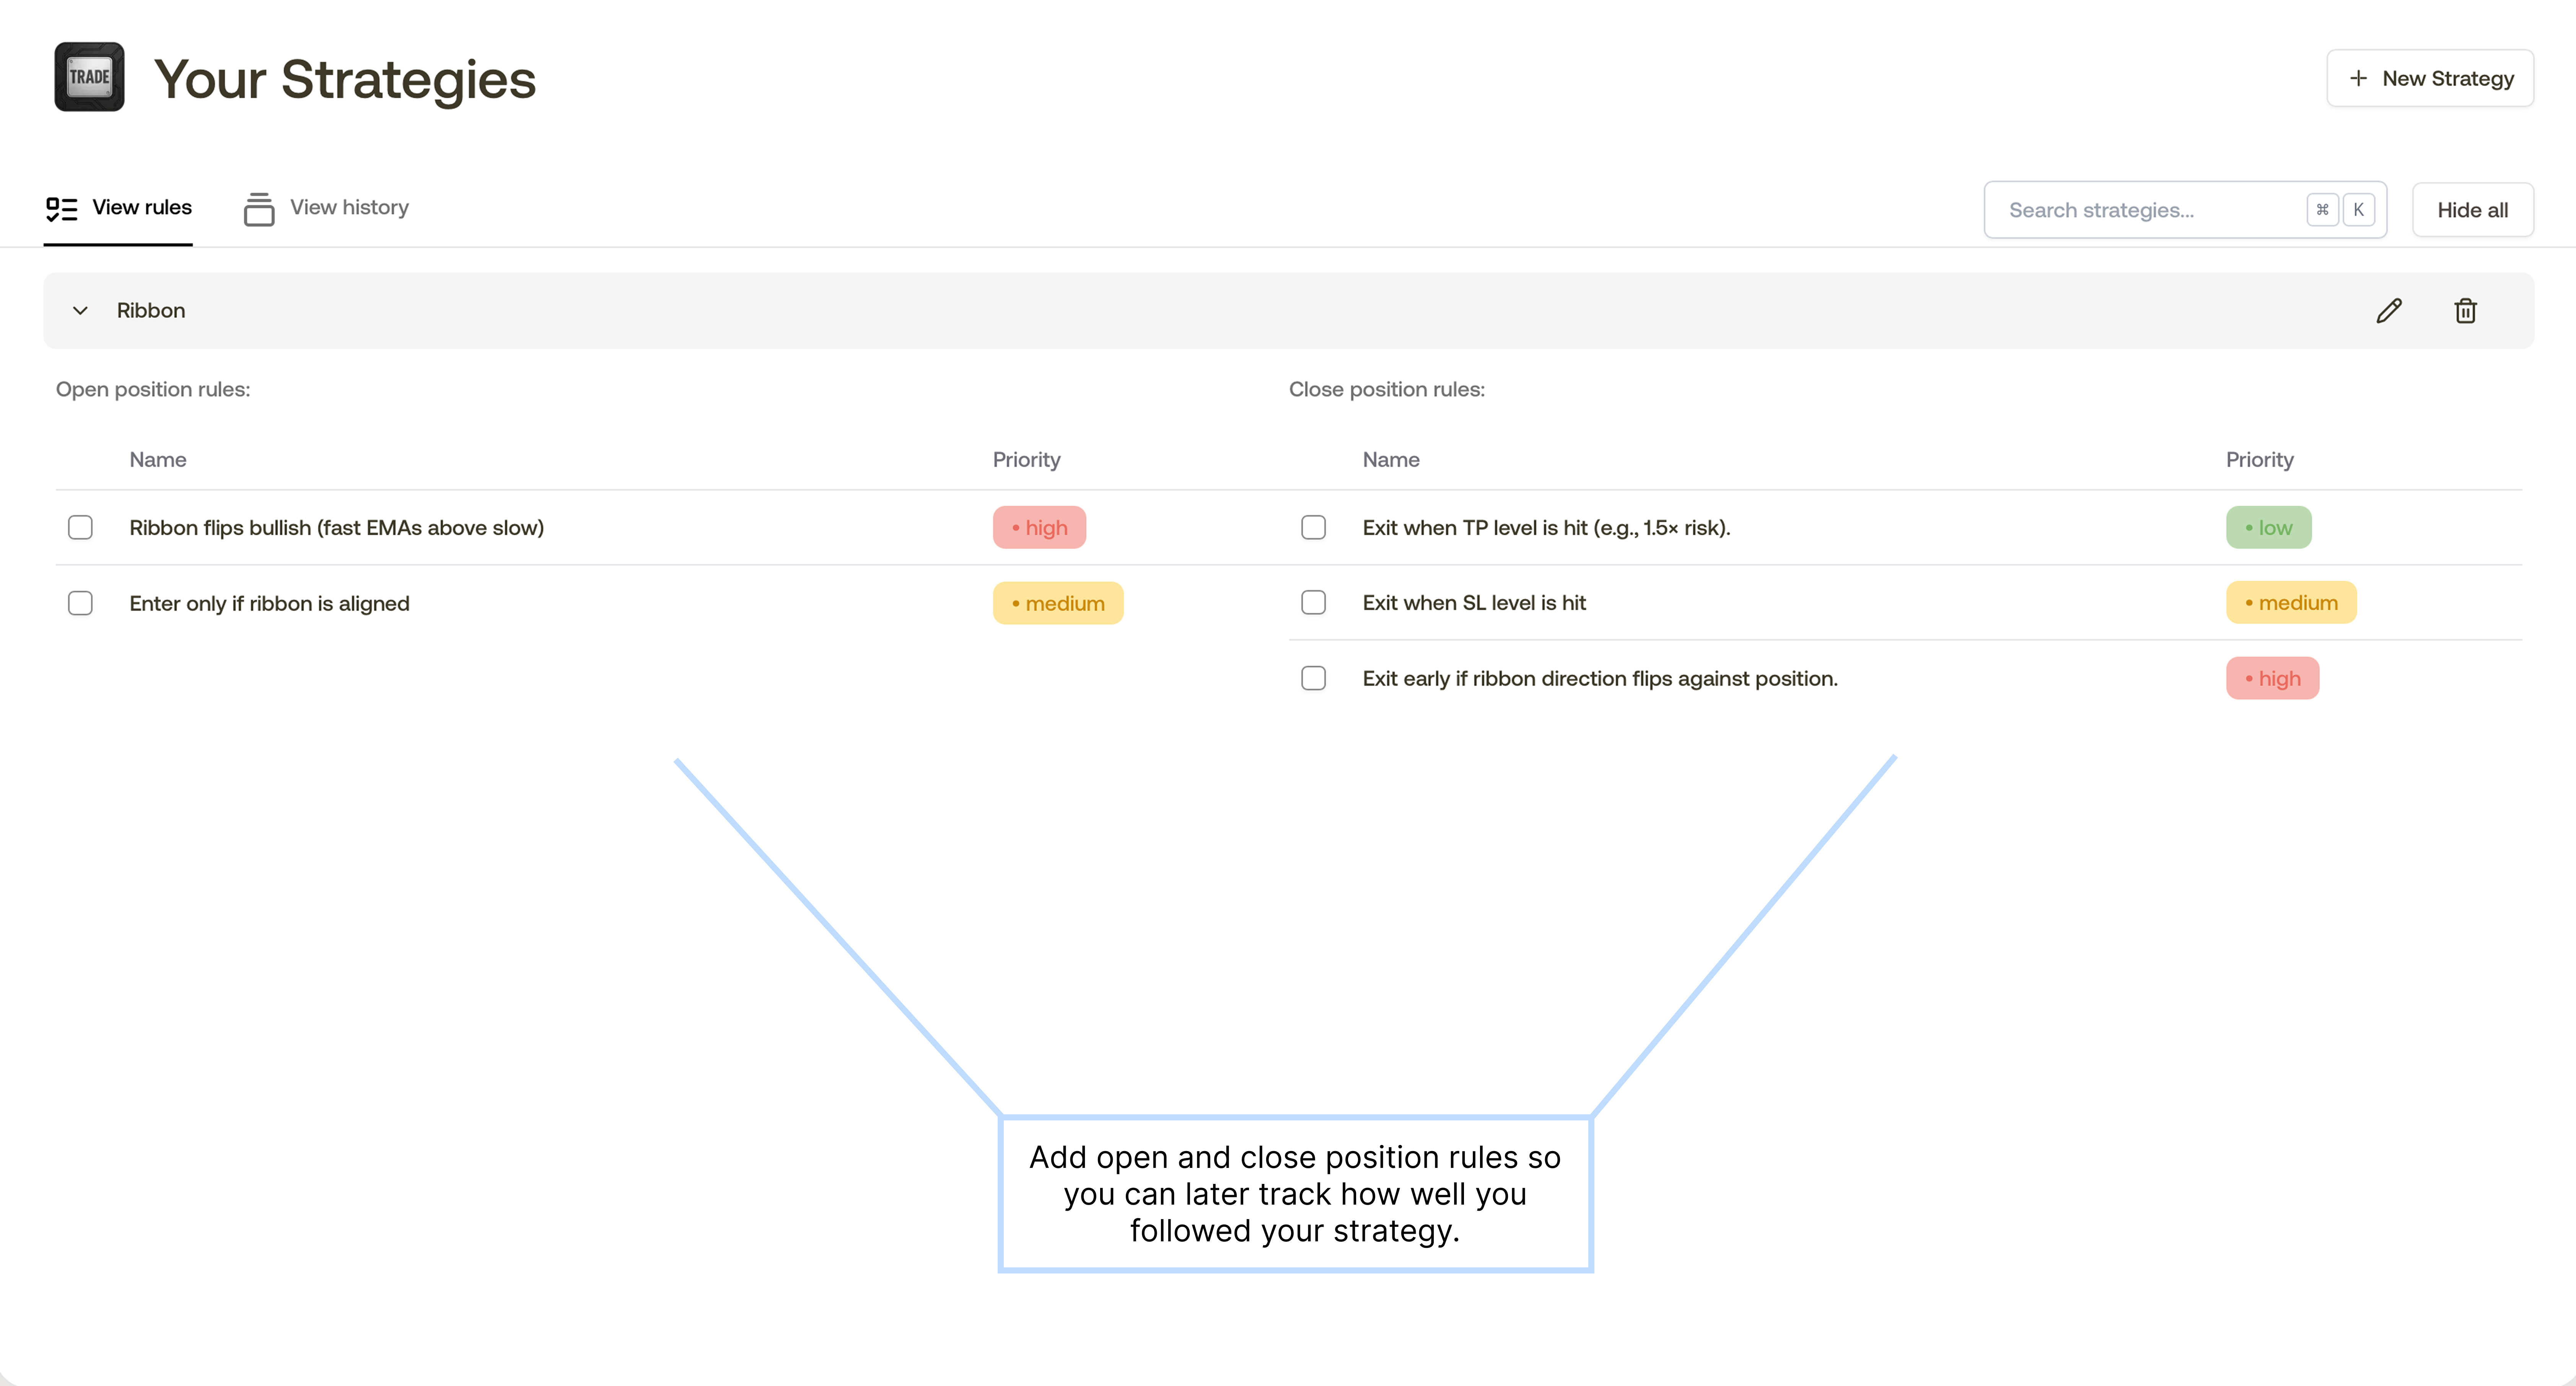 TRADE
Your Strategies
+ New Strategy
View rules
View history
Search strategies...
⌘ K
Hide all
Ribbon
Open position rules:
Name Priority
Ribbon flips bullish (fast EMAs above slow) • high
Enter only if ribbon is aligned • medium
Close position rules:
Name Priority
Exit when TP level is hit (e.g., 1.5× risk). • low
Exit when SL level is hit • medium
Exit early if ribbon direction flips against position. • high
Add open and close position rules so
you can later track how well you
followed your strategy.